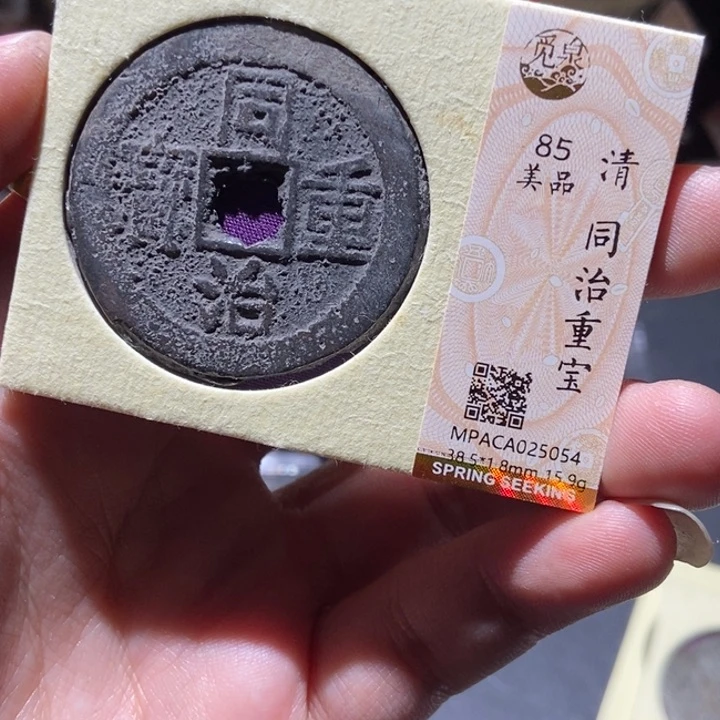 同
治
重
寶
觅泉
85
美品
清
同治重宝
MPACA025054
38.5*1.8mm 15.9g
SPRING SEEKING